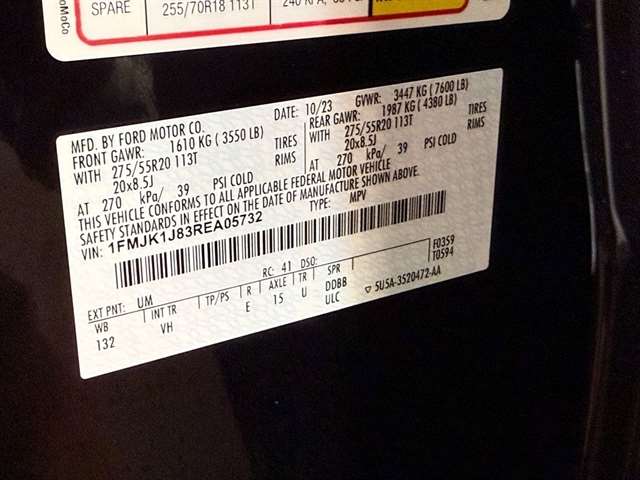 oMoCo
SPARE 255/70R18 113T
MFD. BY FORD MOTOR CO. DATE: 10/23 GVWR: 3447 KG ( 7600 LB)
FRONT GAWR: 1610 KG ( 3550 LB) REAR GAWR: 1987 KG ( 4380 LB)
WITH 275/55R20 113T TIRES WITH 275/55R20 113T TIRES
20x8.5J RIMS 20x8.5J RIMS
AT 270 kPa/ 39 PSI COLD AT 270 kPa/ 39 PSI COLD
THIS VEHICLE CONFORMS TO ALL APPLICABLE FEDERAL MOTOR VEHICLE
SAFETY STANDARDS IN EFFECT ON THE DATE OF MANUFACTURE SHOWN ABOVE.
VIN: 1FMJK1J83REA05732 TYPE: MPV
F0359
T0594
EXT PNT: UM RC: 41 DSO:
WB INT TR TP/PS R AXLE TR SPR
132 VH E 15 U DDBB
ULC
5U5A-3520472-AA